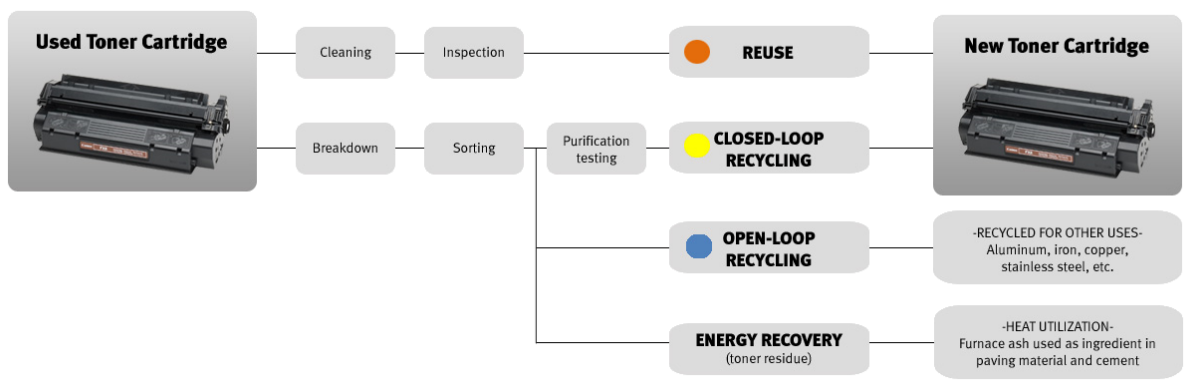 Used Toner Cartridge
Cleaning
Inspection
REUSE
New Toner Cartridge
Breakdown
Sorting
Purification
testing
CLOSED-LOOP
RECYCLING
OPEN-LOOP
RECYCLING
-RECYCLED FOR OTHER USES-
Aluminum, iron, copper,
stainless steel, etc.
ENERGY RECOVERY
(toner residue)
-HEAT UTILIZATION-
Furnace ash used as ingredient in
paving material and cement